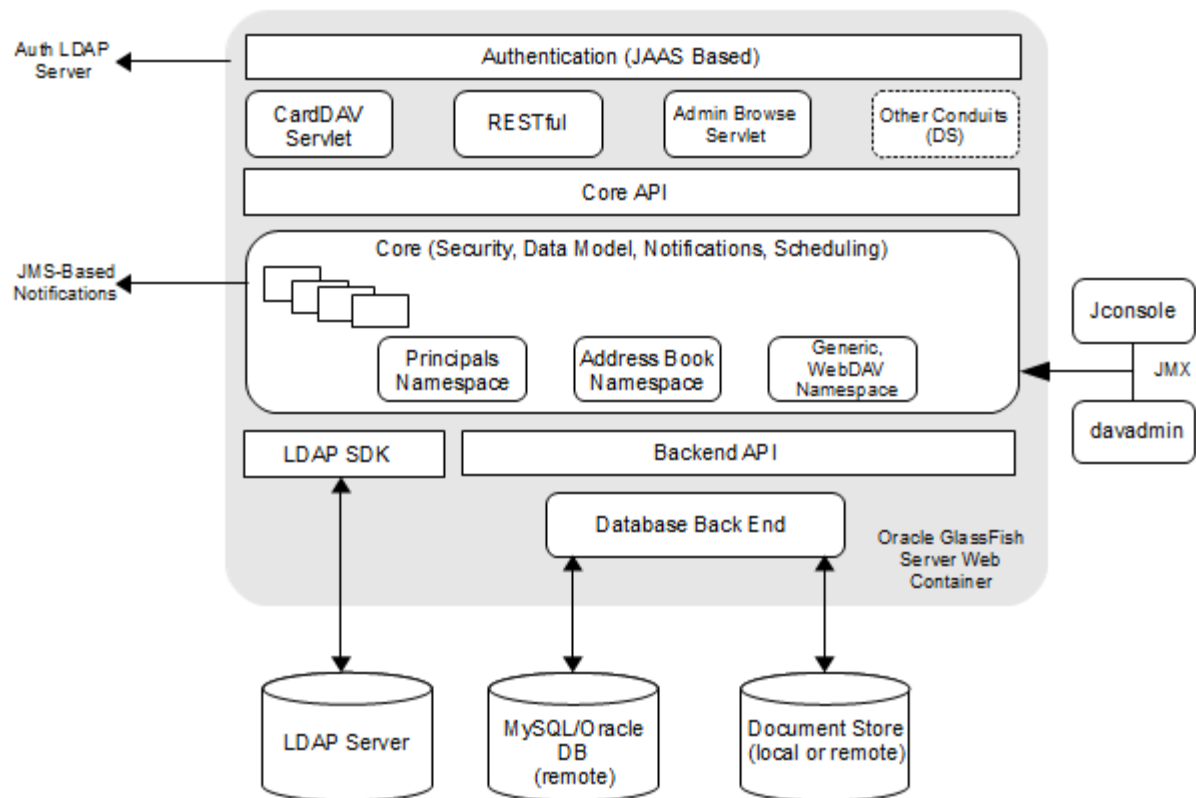 Auth LDAP
Server
Authentication (JAAS Based)
CardDAV
Servlet
RESTful
Admin Browse
Servlet
Other Conduits
(DS)
Core API
Core (Security, Data Model, Notifications, Scheduling)
JMS-Based
Notifications
Principals
Namespace
Address Book
Namespace
Generic,
WebDAV
Namespace
Jconsole
JMX
davadmin
LDAP SDK
Backend API
Database Back End
Oracle GlassFish
Server Web
Container
LDAP Server
MySQL/Oracle
DB
(remote)
Document Store
(local or remote)